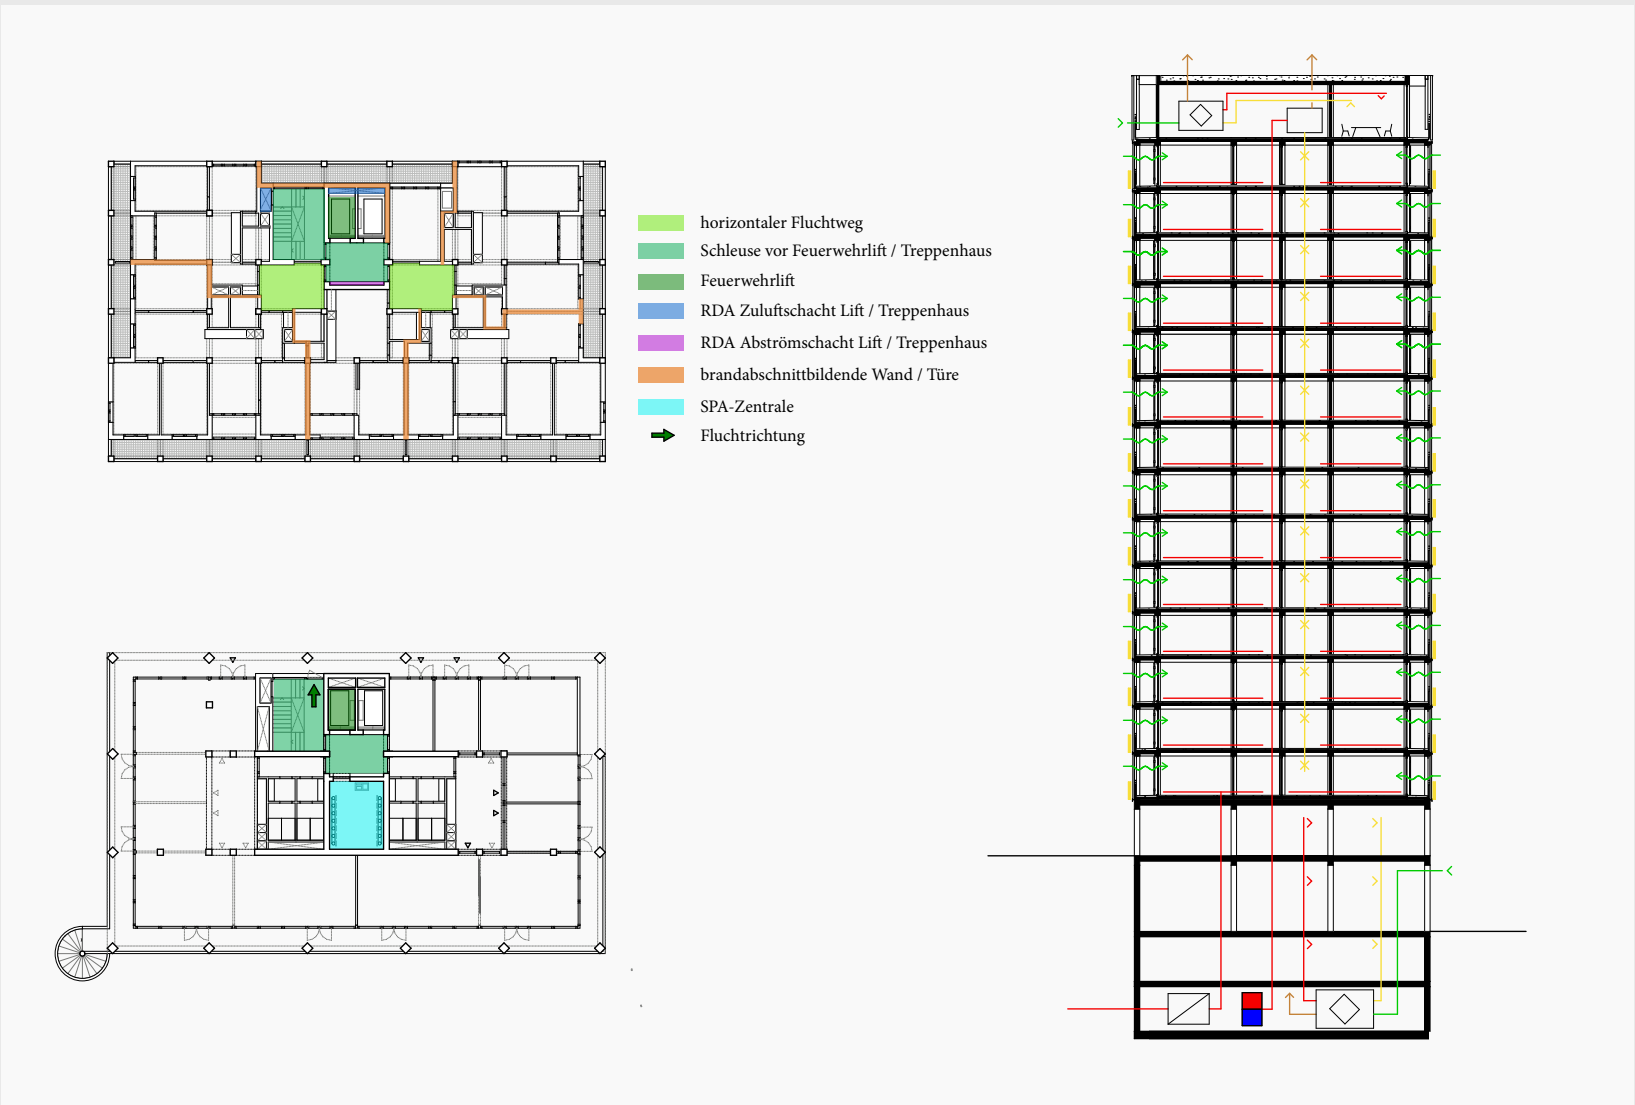 horizontaler Fluchtweg
Schleuse vor Feuerwehrlift / Treppenhaus
Feuerwehrlift
RDA Zuluftschacht Lift / Treppenhaus
RDA Abströmschacht Lift / Treppenhaus
brandabschnittbildende Wand / Türe
SPA-Zentrale
Fluchtrichtung